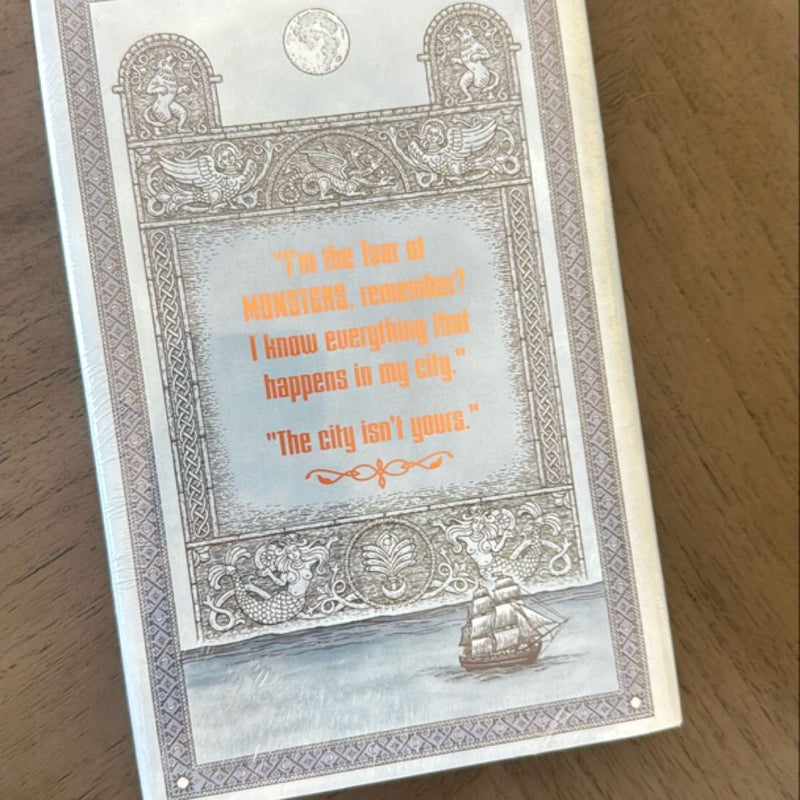 "I'm the Tsar of
MONSTERS, remember?
I know everything that
happens in my city."
"The city isn't yours."